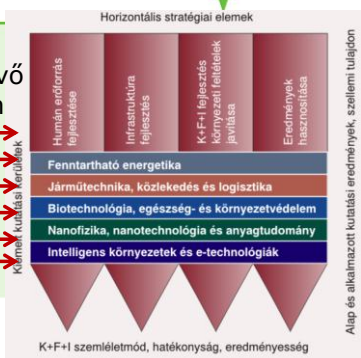 Horizontális stratégiai elemek
vő
Humán erőforrás
fejlesztése
Infrastruktúra
fejlesztés
K+F+I fejlesztés
környezeti feltételek
javítása
Eredmények
hasznosítása
Kiemelt kutatási területek
Fenntartható energetika
Járműtechnika, közlekedés és logisztika
Biotechnológia, egészség- és környezetvédelem
Nanofizika, nanotechnológia és anyagtudomány
Intelligens környezetek és e-technológiák
Alap és alkalmazott kutatási eredmények, szellemi tulajdon
K+F+I szemléletmód, hatékonyság, eredményesség